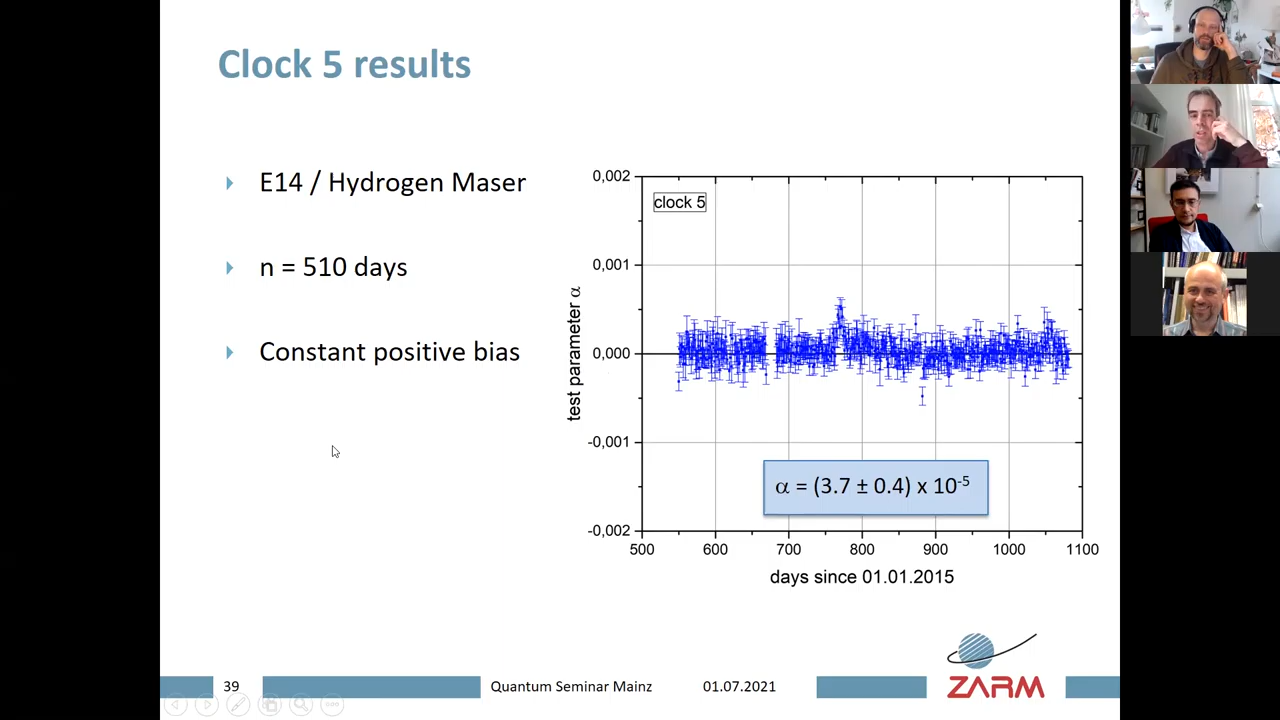 Clock 5 results
E14 / Hydrogen Maser
n = 510 days
Constant positive bias
0,002
0,001
0,000
-0,001
-0,002
test parameter α
clock 5
α = (3.7 ± 0.4) x 10⁻⁵
500 600 700 800 900 1000 1100
days since 01.01.2015
39
Quantum Seminar Mainz
01.07.2021
ZARM